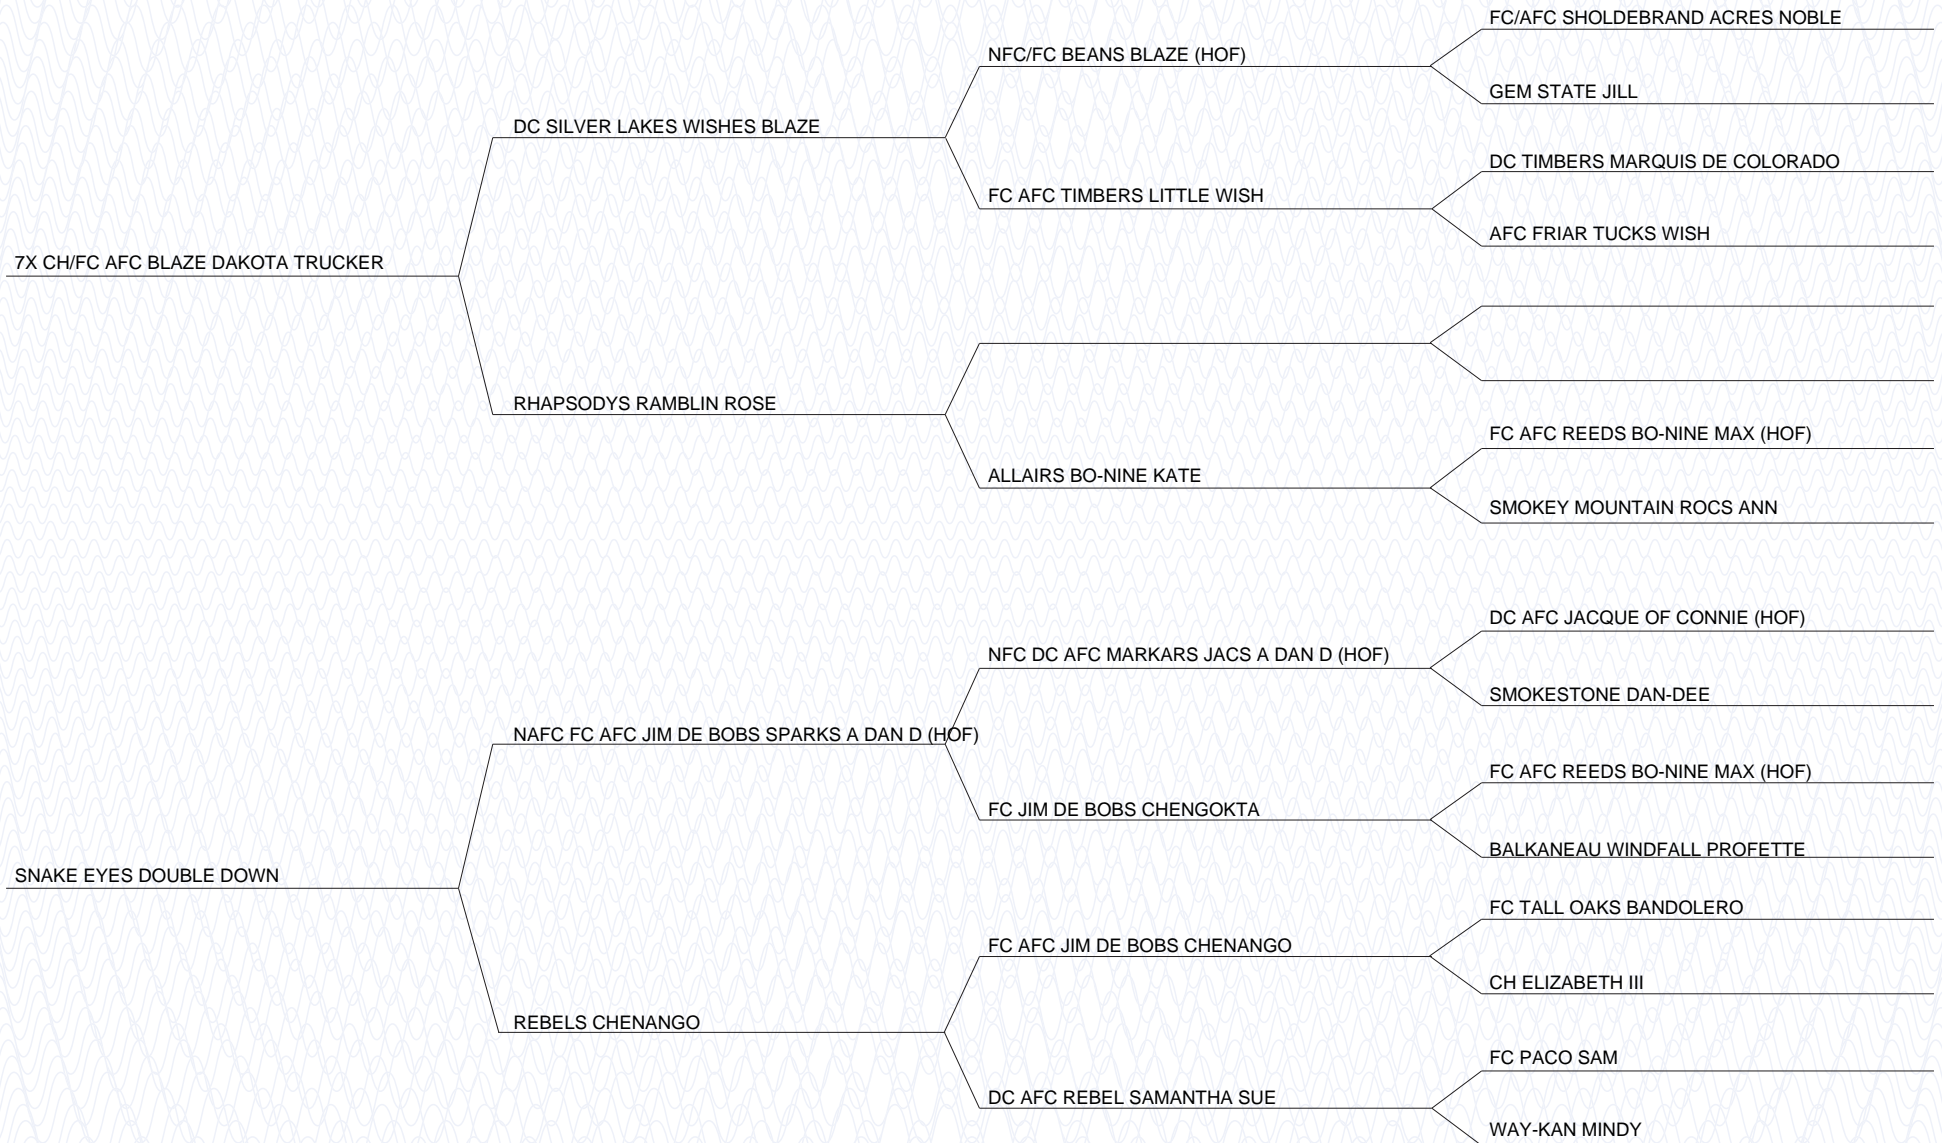 FC/AFC SHOLDEBRAND ACRES NOBLE
NFC/FC BEANS BLAZE (HOF)
GEM STATE JILL
DC SILVER LAKES WISHES BLAZE
DC TIMBERS MARQUIS DE COLORADO
FC AFC TIMBERS LITTLE WISH
AFC FRIAR TUCKS WISH
7X CH/FC AFC BLAZE DAKOTA TRUCKER
RHAPSODYS RAMBLIN ROSE
FC AFC REEDS BO-NINE MAX (HOF)
ALLAIRS BO-NINE KATE
SMOKEY MOUNTAIN ROCS ANN
DC AFC JACQUE OF CONNIE (HOF)
NFC DC AFC MARKARS JACS A DAN D (HOF)
SMOKESTONE DAN-DEE
NAFC FC AFC JIM DE BOBS SPARKS A DAN D (HOF)
FC AFC REEDS BO-NINE MAX (HOF)
FC JIM DE BOBS CHENGOKTA
BALKANEAU WINDFALL PROFETTE
SNAKE EYES DOUBLE DOWN
FC TALL OAKS BANDOLERO
FC AFC JIM DE BOBS CHENANGO
CH ELIZABETH III
REBELS CHENANGO
FC PACO SAM
DC AFC REBEL SAMANTHA SUE
WAY-KAN MINDY